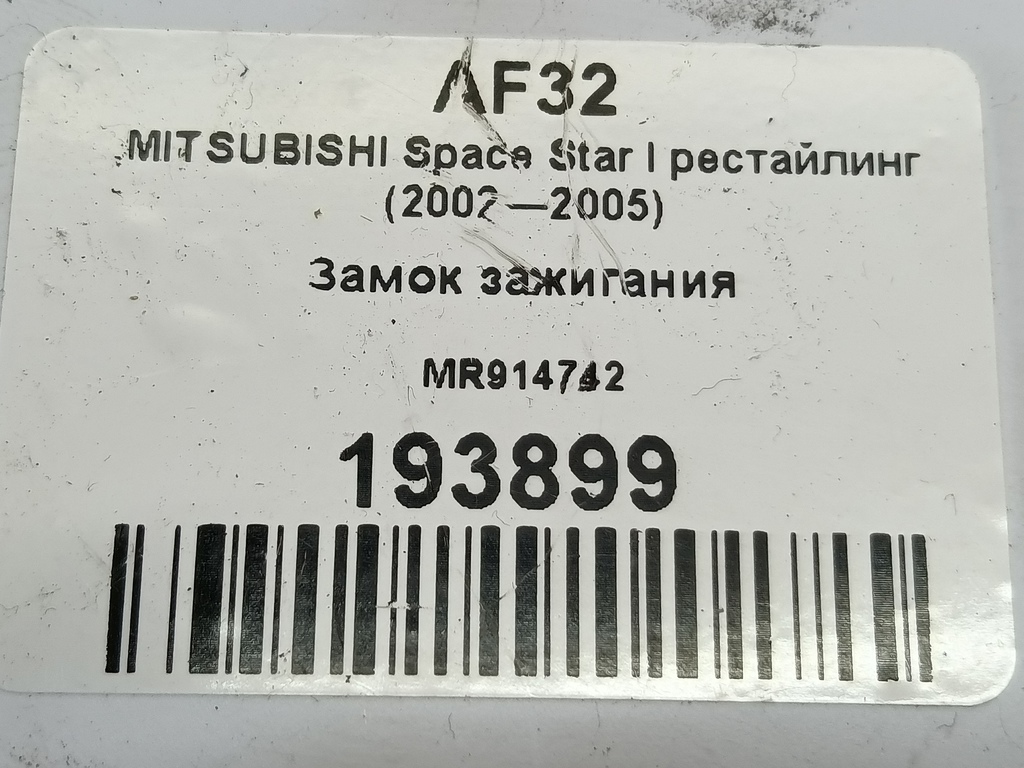 AF32
MITSUBISHI Space Star I рестайлинг
(2002—2005)
Замок зажигания
MR914742
193899